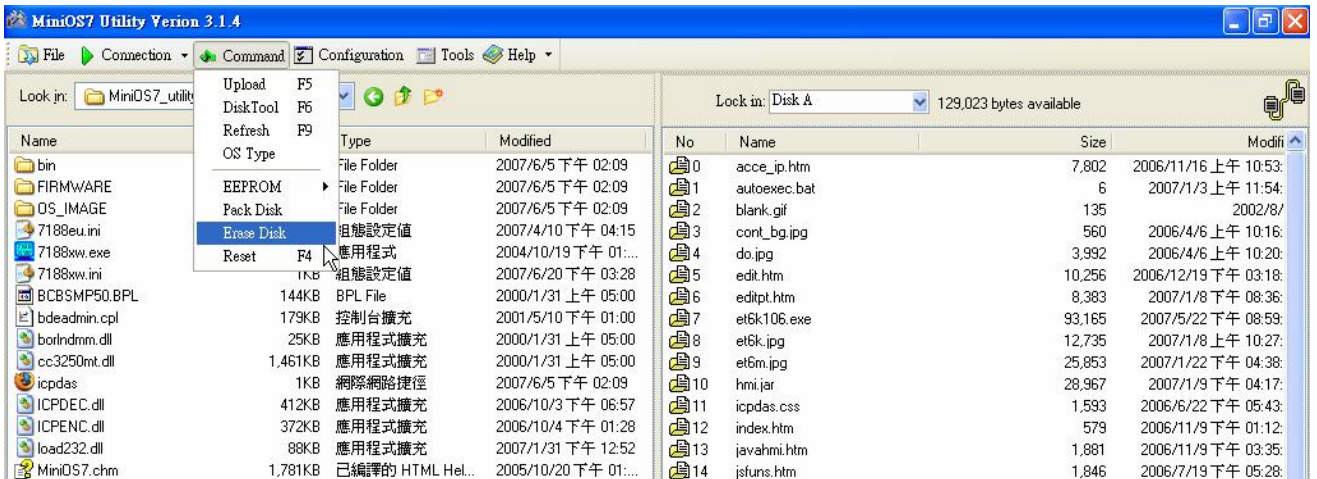 MiniOS7 Utility Verion 3.1.4
File Connection Command Configuration Tools Help
Look in: MiniOS7_utility
Lock in: Disk A 129,023 bytes available
Upload F5
DiskTool F6
Refresh F9
OS Type
EEPROM
Pack Disk
Erase Disk
Reset F4
Name Type Modified
bin File Folder 2007/6/5 下午 02:09
FIRMWARE File Folder 2007/6/5 下午 02:09
OS_IMAGE File Folder 2007/6/5 下午 02:09
7188eu.ini 組態設定值 2007/4/10 下午 04:15
7188xw.exe 應用程式 2004/10/19 下午 01:...
7188xw.ini 1KB 組態設定值 2007/6/20 下午 03:28
BCBSMP50.BPL 144KB BPL File 2000/1/31 上午 05:00
bdeadmin.cpl 179KB 控制台擴充 2001/5/10 下午 01:00
borlndmm.dll 25KB 應用程式擴充 2000/1/31 上午 05:00
cc3250mt.dll 1,461KB 應用程式擴充 2000/1/31 上午 05:00
icpdas 1KB 網際網路捷徑 2007/6/5 下午 02:09
ICPDEC.dll 412KB 應用程式擴充 2006/10/3 下午 06:57
ICPENC.dll 372KB 應用程式擴充 2006/10/4 下午 01:28
load232.dll 88KB 應用程式擴充 2007/1/31 下午 12:52
MiniOS7.chm 1,781KB 已編譯的 HTML Hel... 2005/10/20 下午 01:...
No Name Size Modifi
0 acce_ip.htm 7,802 2006/11/16 上午 10:53:
1 autoexec.bat 6 2007/1/3 上午 11:54:
2 blank.gif 135 2002/8/
3 cont_bg.jpg 560 2006/4/6 上午 10:16:
4 do.jpg 3,992 2006/4/6 上午 10:20:
5 edit.htm 10,256 2006/12/19 下午 03:18:
6 editpt.htm 8,383 2007/1/8 下午 08:36:
7 et6k106.exe 93,165 2007/5/22 下午 08:59:
8 et6k.jpg 12,735 2007/1/8 上午 10:27:
9 et6m.jpg 25,853 2007/1/22 下午 04:38:
10 hmi.jar 28,967 2007/1/9 下午 04:17:
11 icpdas.css 1,593 2006/6/22 下午 05:43:
12 index.htm 579 2006/11/9 下午 01:12:
13 javahmi.htm 1,881 2006/11/9 下午 03:35:
14 jsfuns.htm 1,846 2006/7/19 下午 05:28: